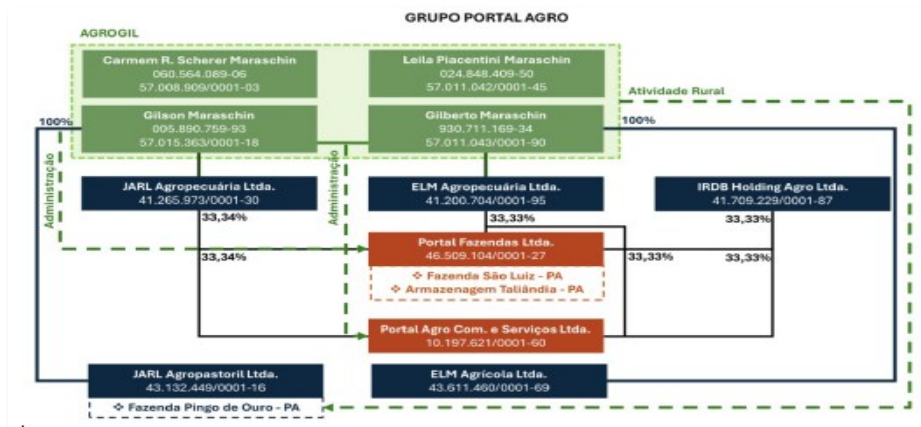 GRUPO PORTAL AGRO
AGROGIL
Carmem R. Scherer Maraschin
060.564.089-06
57.008.909/0001-03
Leila Piacentini Maraschin
024.848.409-50
57.011.042/0001-45
Atividade Rural
100%
Gilson Maraschin
005.890.759-93
57.015.363/0001-18
Gilberto Maraschin
930.711.169-34
57.011.043/0001-90
100%
Administração
Administração
JARL Agropecuária Ltda.
41.265.973/0001-30
ELM Agropecuária Ltda.
41.200.704/0001-95
IRDB Holding Agro Ltda.
41.709.229/0001-87
33,34%
33,33%
33,33%
Portal Fazendas Ltda.
46.509.104/0001-27
33,34%
33,33%
33,33%
❖ Fazenda São Luiz - PA
❖ Armazenagem Tailândia - PA
Portal Agro Com. e Serviços Ltda.
10.197.621/0001-60
JARL Agropastoril Ltda.
43.132.449/0001-16
ELM Agrícola Ltda.
43.611.460/0001-69
❖ Fazenda Pingo de Ouro - PA